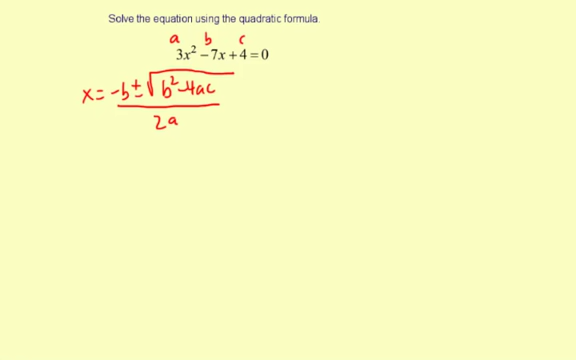 Solve the equation using the quadratic formula.
a b c
3x² − 7x + 4 = 0
x = -b ± √b² - 4ac
2a